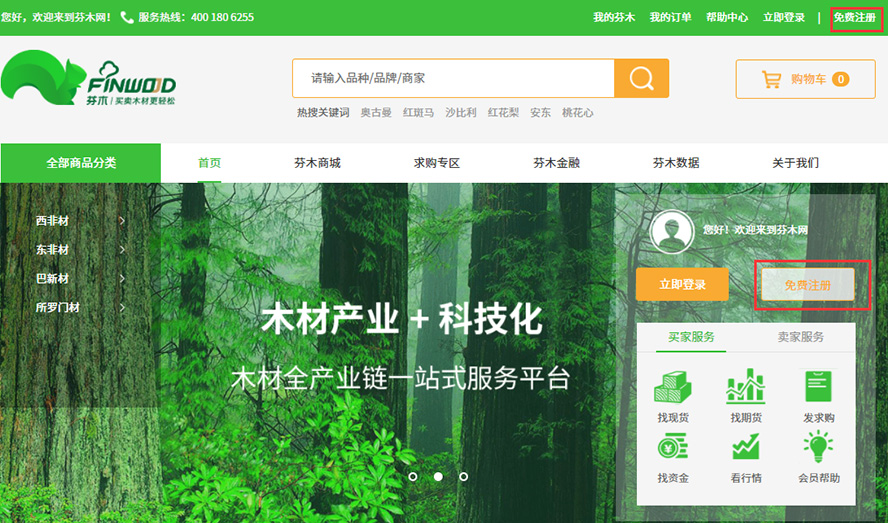 您好，欢迎来到芬木网！ 服务热线：400 180 6255 我的芬木 我的订单 帮助中心 立即登录 | 免费注册
FINWOOD
芬木 / 买卖木材更轻松
请输入品种/品牌/商家
购物车 0
热搜关键词 奥古曼 红斑马 沙比利 红花梨 安东 桃花心
全部商品分类 首页 芬木商城 求购专区 芬木金融 芬木数据 关于我们
西非材 >
东非材 >
巴新材 >
所罗门材 >
木材产业 + 科技化
木材全产业链一站式服务平台
您好！欢迎来到芬木网
立即登录 免费注册
买家服务 卖家服务
找现货 找期货 发求购
找资金 看行情 会员帮助